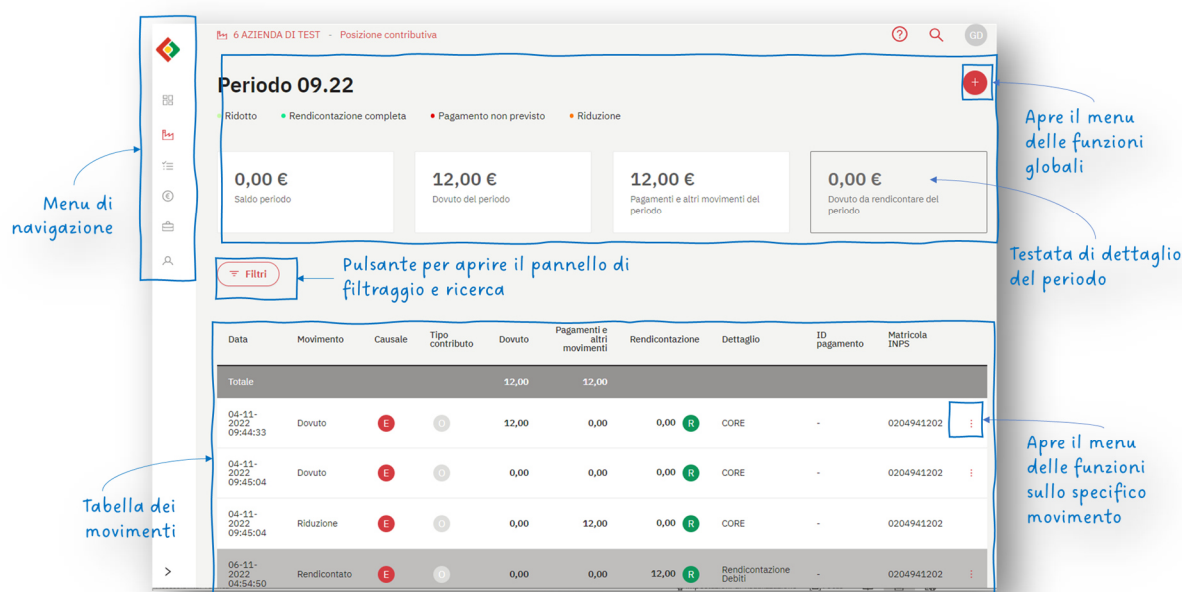 6 AZIENDA DI TEST - Posizione contributiva
GD
Periodo 09.22
Ridotto
Rendicontazione completa
Pagamento non previsto
Riduzione
Apre il menu
delle funzioni
globali
0,00 €
Saldo periodo
12,00 €
Dovuto del periodo
12,00 €
Pagamenti e altri movimenti del
periodo
0,00 €
Dovuto da rendicontare del
periodo
Menu di
navigazione
Testata di dettaglio
del periodo
Filtri
Pulsante per aprire il pannello di
filtraggio e ricerca
Data
Movimento
Causale
Tipo
contributo
Dovuto
Pagamenti e
altri
movimenti
Rendicontazione
Dettaglio
ID
pagamento
Matricola
INPS
Totale 12,00 12,00
04-11-
2022
09:44:33
Dovuto E O 12,00 0,00 0,00 R CORE - 0204941202
04-11-
2022
09:45:04
Dovuto E O 0,00 0,00 0,00 R CORE - 0204941202
Apre il menu
delle funzioni
sullo specifico
movimento
Tabella dei
movimenti
04-11-
2022
09:45:04
Riduzione E O 0,00 12,00 0,00 R CORE - 0204941202
06-11-
2022
04:54:50
Rendicontato E O 0,00 0,00 12,00 R
Rendicontazione
Debiti
- 0204941202